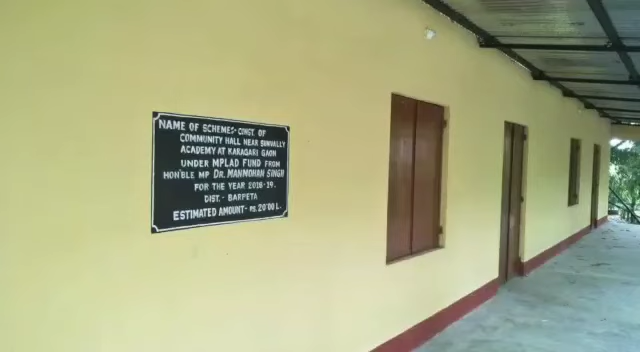 NAME OF SCHEMES:- CONST. OF
COMMUNITY HALL NEAR SUNVALLY
ACADEMY AT KARAGARI GAON
UNDER MPLAD FUND FROM
HON'BLE MP DR. MANMOHAN SINGH
FOR THE YEAR 2018-19.
DIST.- BARPETA
ESTIMATED AMOUNT- RS. 20'00 L.